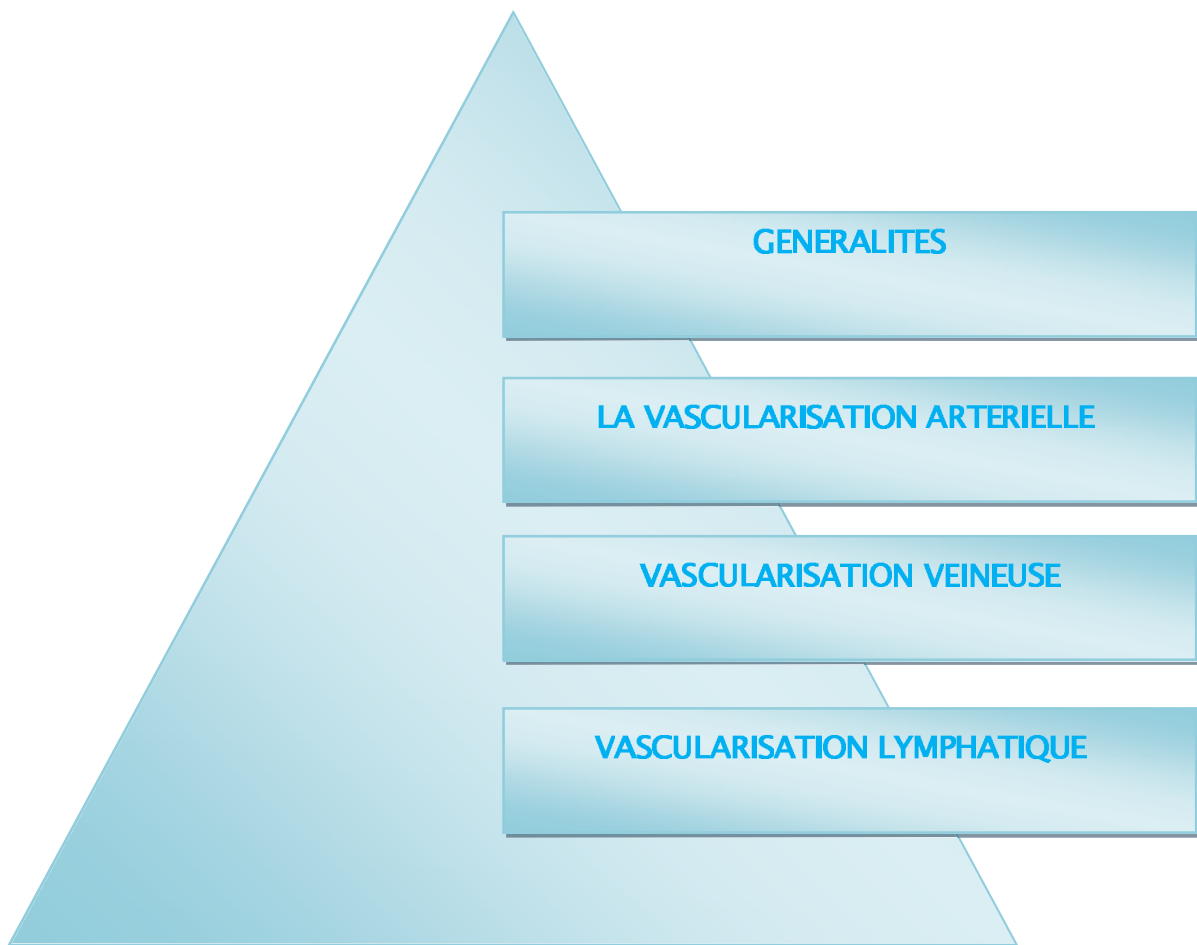 GENERALITES
LA VASCULARISATION ARTERIELLE
VASCULARISATION VEINEUSE
VASCULARISATION LYMPHATIQUE